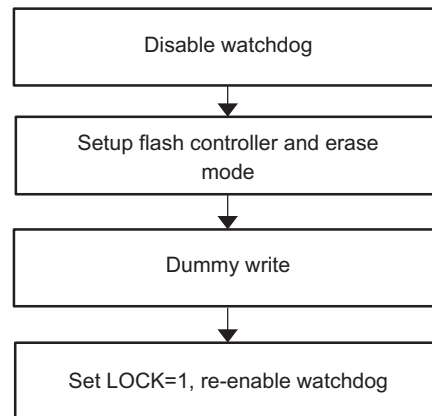 Disable watchdog
Setup flash controller and erase
mode
Dummy write
Set LOCK=1, re-enable watchdog